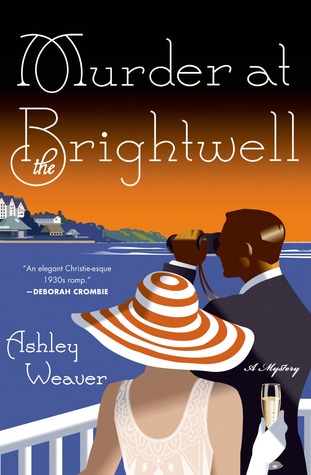 Murder at
the Brightwell
"An elegant Christie-esque
1930s romp."
—DEBORAH CROMBIE
Ashley
Weaver
A Mystery